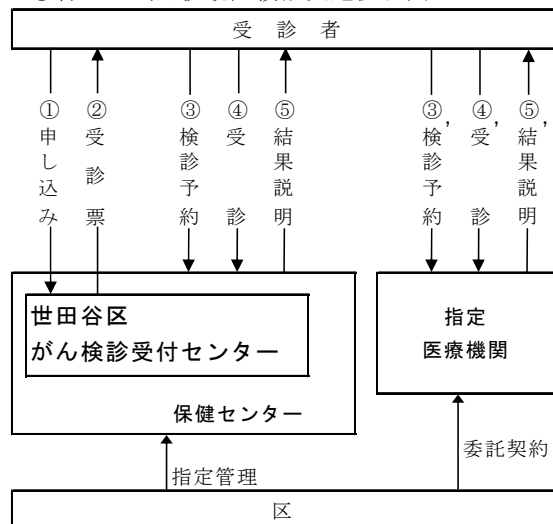 受診者
①申し込み
②受診票
③検診予約
④受診
⑤結果説明
③’検診予約
④’受診
⑤’結果説明
世田谷区
がん検診受付センター
保健センター
指定
医療機関
指定管理
委託契約
区